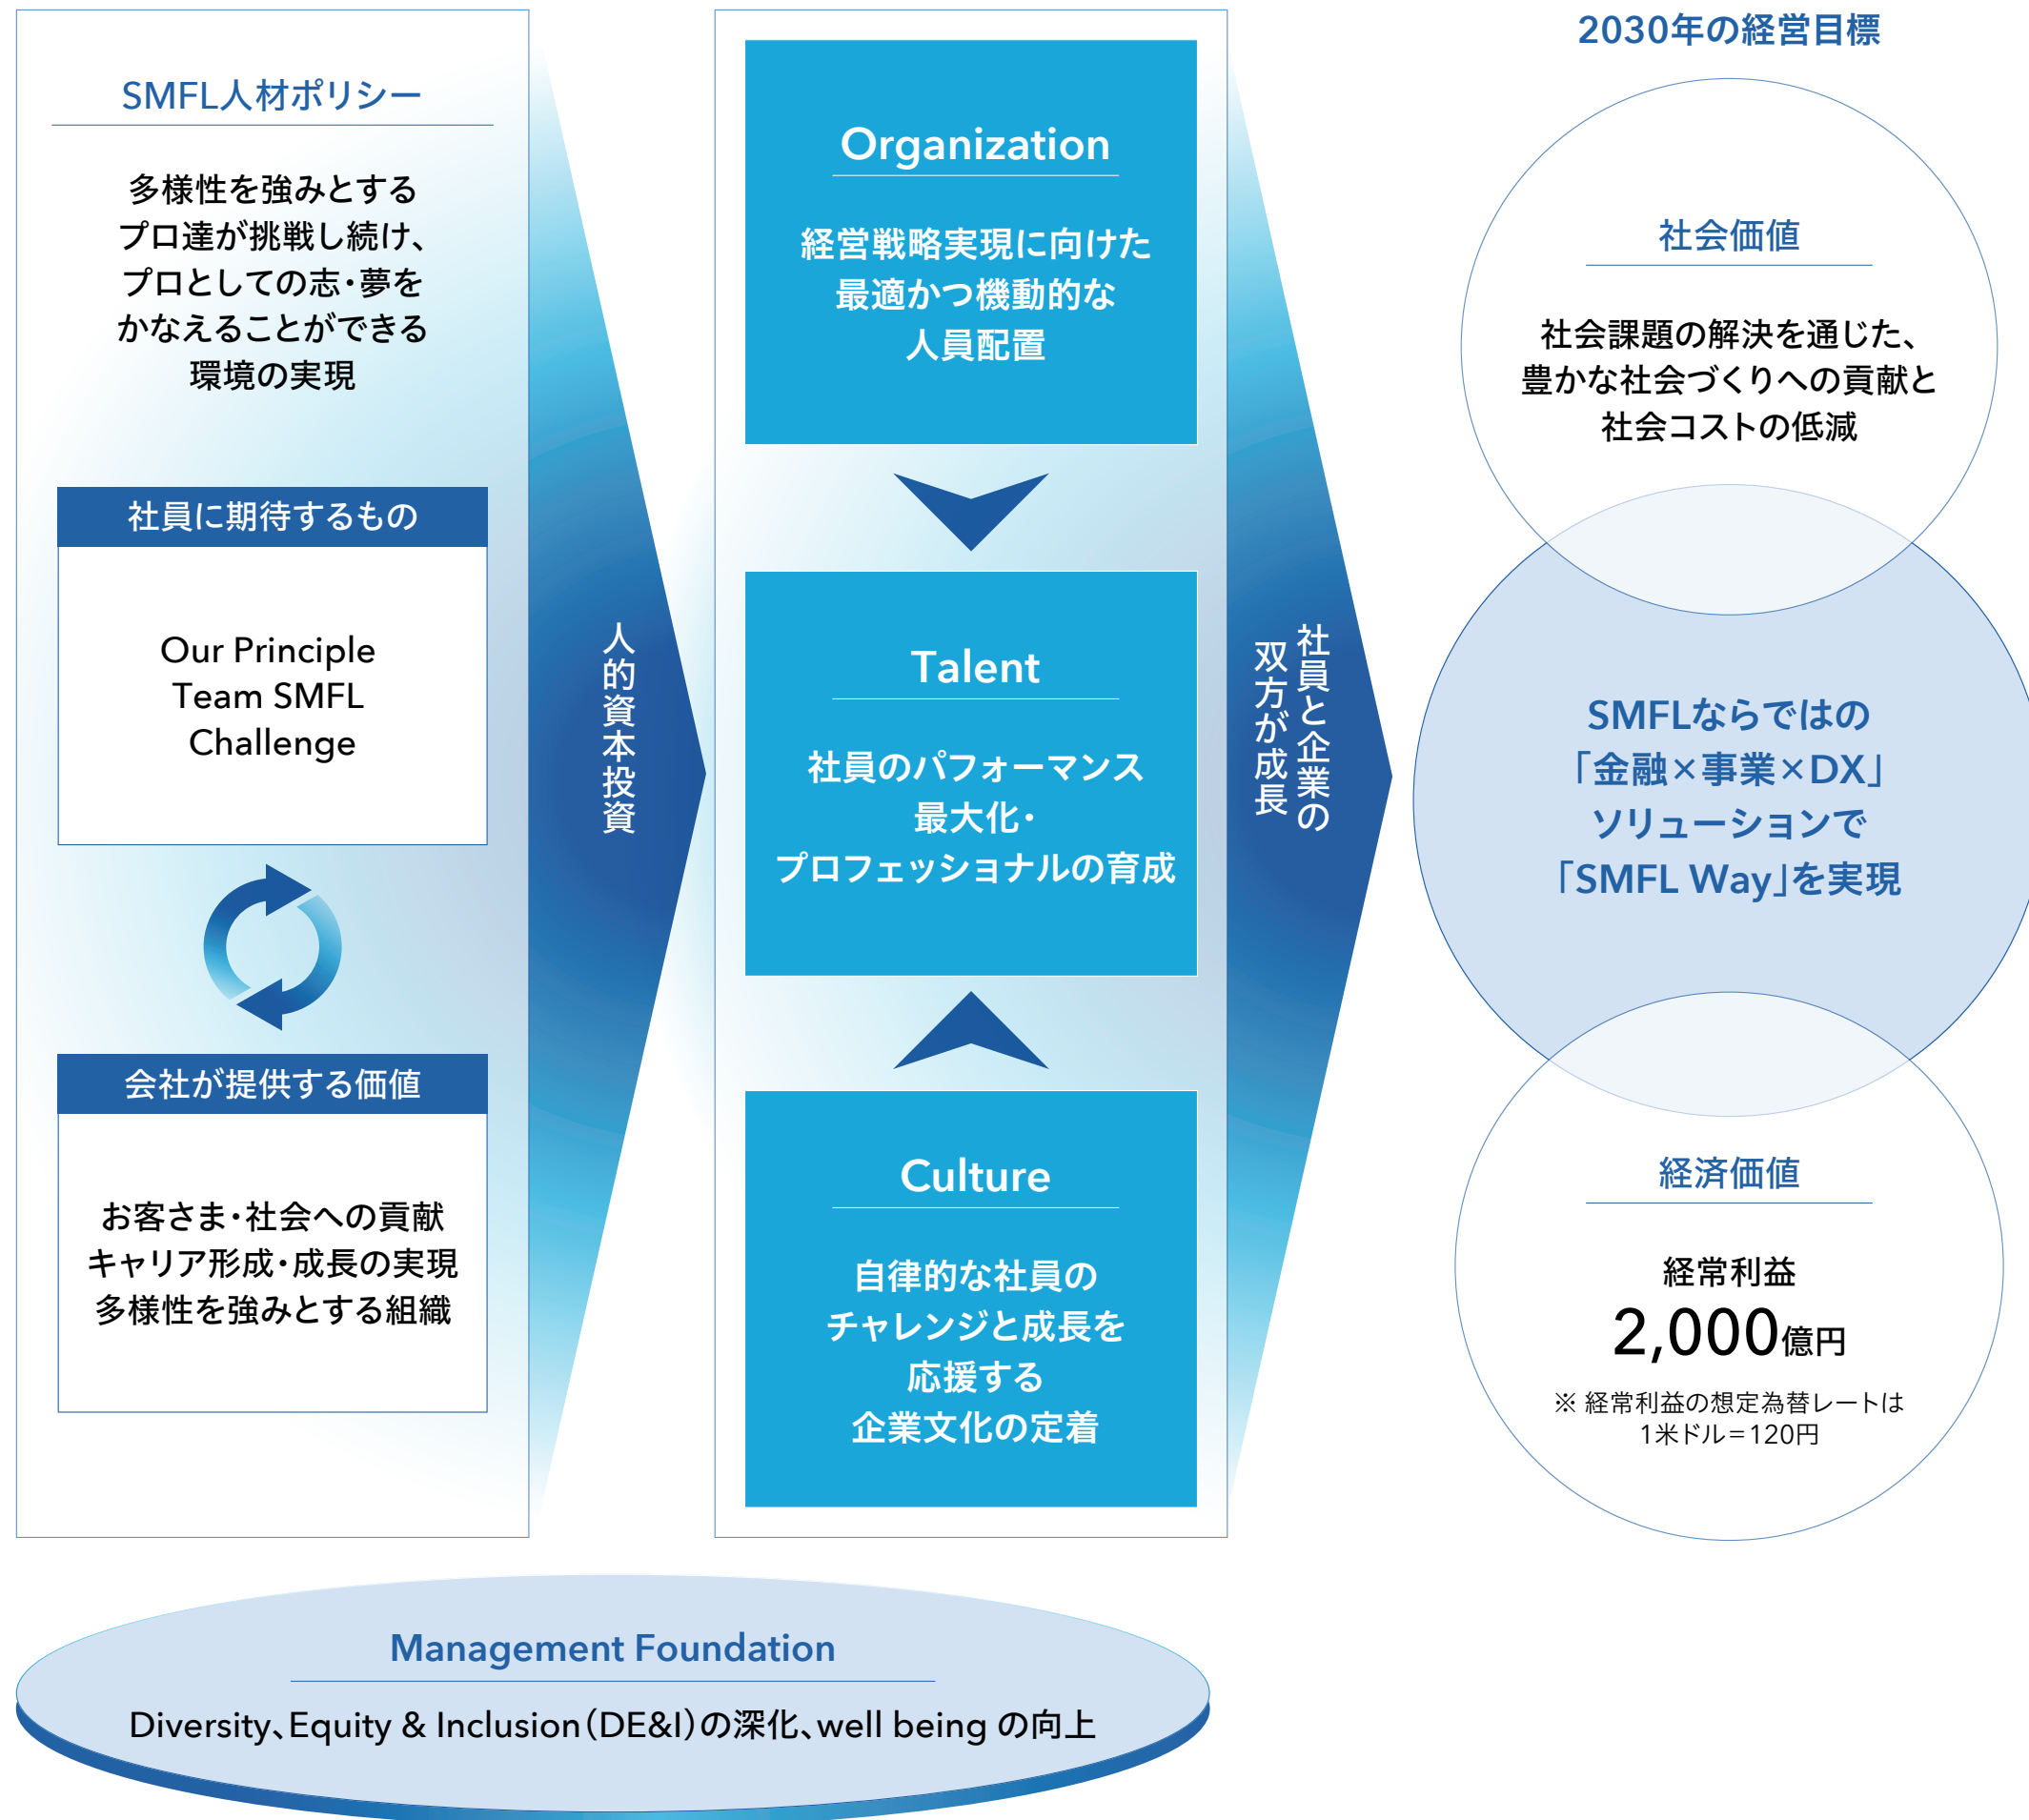 SMFL人材ポリシー
多様性を強みとする
プロ達が挑戦し続け、
プロとしての志・夢を
かなえることができる
環境の実現
社員に期待するもの
Our Principle
Team SMFL
Challenge
会社が提供する価値
お客さま・社会への貢献
キャリア形成・成長の実現
多様性を強みとする組織
人的資本投資
Organization
経営戦略実現に向けた
最適かつ機動的な
人員配置
Talent
社員のパフォーマンス
最大化・
プロフェッショナルの育成
Culture
自律的な社員の
チャレンジと成長を
応援する
企業文化の定着
社員と企業の
双方が成長
2030年の経営目標
社会価値
社会課題の解決を通じた、
豊かな社会づくりへの貢献と
社会コストの低減
SMFLならではの
「金融×事業×DX」
ソリューションで
「SMFL Way」を実現
経済価値
経常利益
2,000億円
※ 経常利益の想定為替レートは
1米ドル=120円
Management Foundation
Diversity、Equity & Inclusion（DE&I）の深化、well being の向上